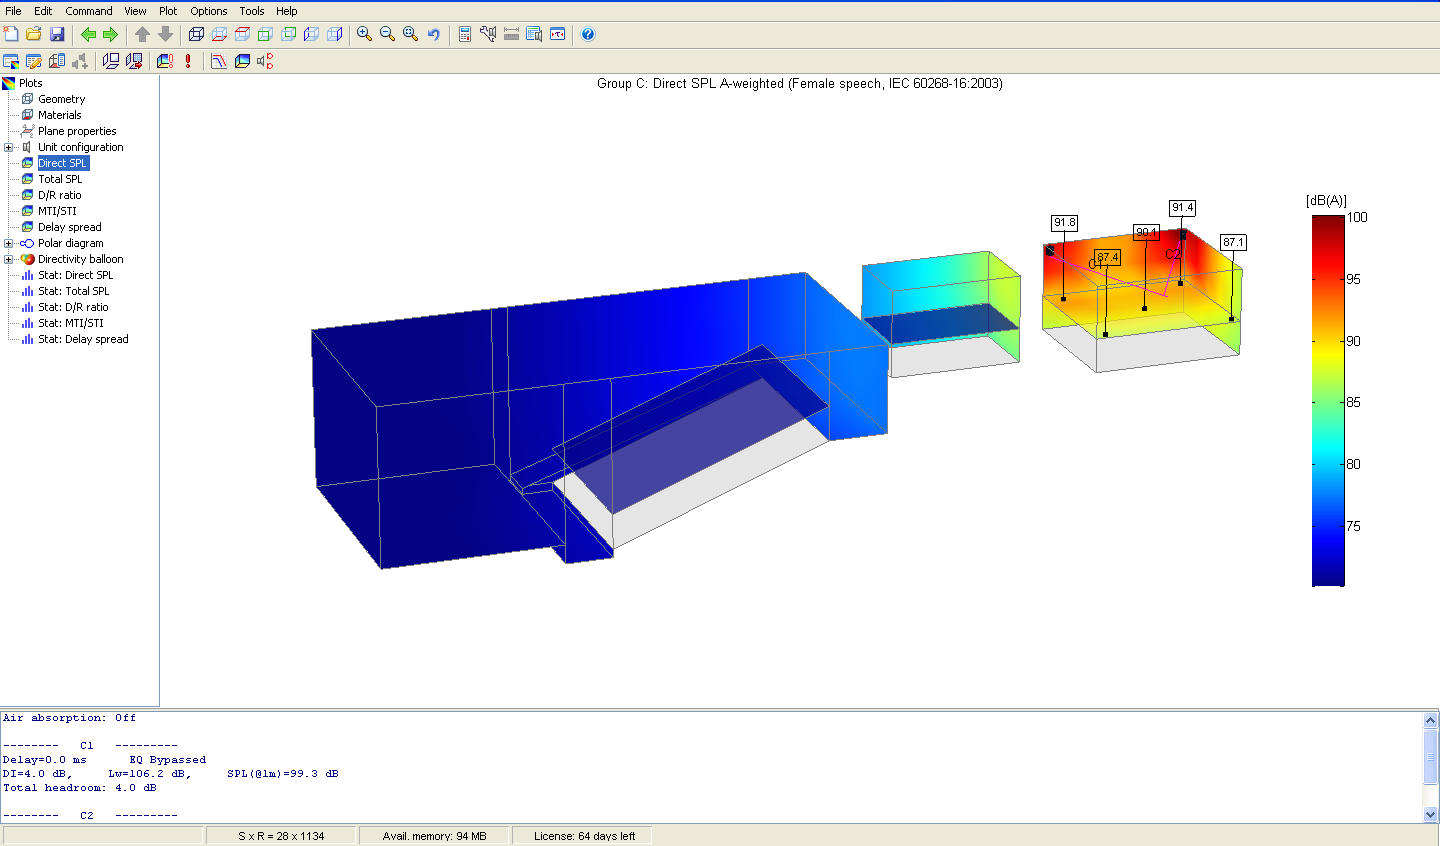 File Edit Command View Plot Options Tools Help
Plots
Geometry
Materials
Plane properties
Unit configuration
Direct SPL
Total SPL
D/R ratio
MTI/STI
Delay spread
Polar diagram
Directivity balloon
Stat: Direct SPL
Stat: Total SPL
Stat: D/R ratio
Stat: MTI/STI
Stat: Delay spread
Group C: Direct SPL A-weighted (Female speech, IEC 60268-16:2003)
[dB(A)]
91.4
91.8
90.1
87.1
C2
87.4
100
95
90
85
80
75
Air absorption: Off
-------- C1 ---------
Delay=0.0 ms EQ Bypassed
DI=4.0 dB, Lw=106.2 dB, SPL(@1m)=99.3 dB
Total headroom: 4.0 dB
-------- C2 ---------
S x R = 28 x 1134 Avail. memory: 94 MB License: 64 days left